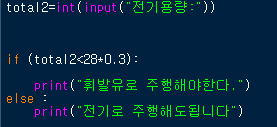 total2=int(input("전기용량:"))
if (total2<28*0.3):
print("휘발유로 주행해야한다.")
else :
print("전기로 주행해도됩니다")